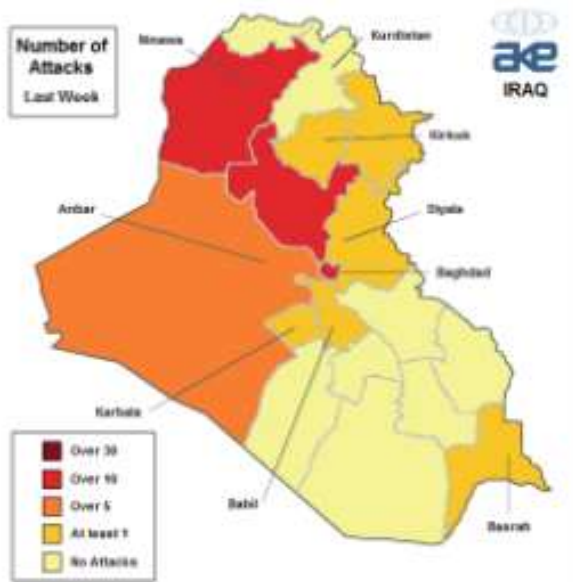 Number of
Attacks
Last Week
Ninawa
Kurdistan
ake
IRAQ
Kirkuk
Anbar
Diyala
Baghdad
Karbala
Over 30
Over 10
Over 5
At least 1
No Attacks
Babil
Basrah